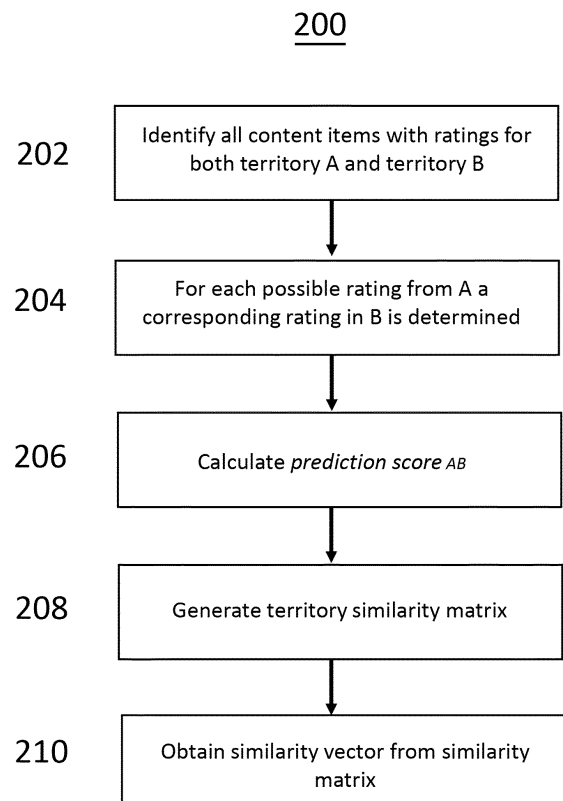 200
202
Identify all content items with ratings for
both territory A and territory B
204
For each possible rating from A a
corresponding rating in B is determined
206
Calculate prediction score AB
208
Generate territory similarity matrix
210
Obtain similarity vector from similarity
matrix